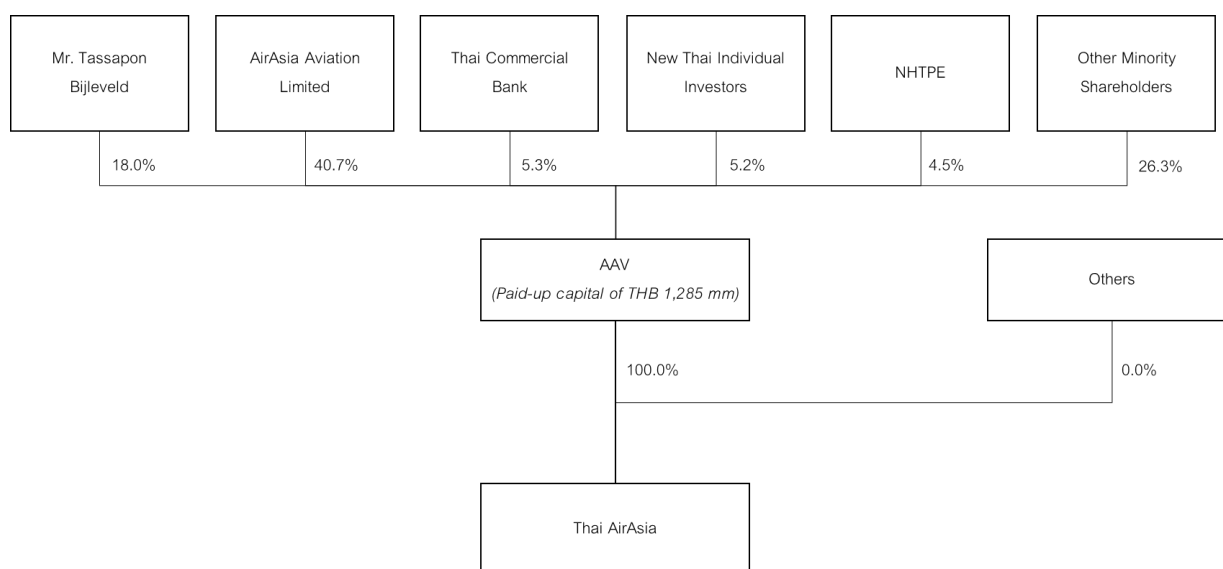 Mr. Tassapon
Bijleveld
AirAsia Aviation
Limited
Thai Commercial
Bank
New Thai Individual
Investors
NHTPE
Other Minority
Shareholders
18.0%
40.7%
5.3%
5.2%
4.5%
26.3%
AAV
(Paid-up capital of THB 1,285 mm)
Others
100.0%
0.0%
Thai AirAsia